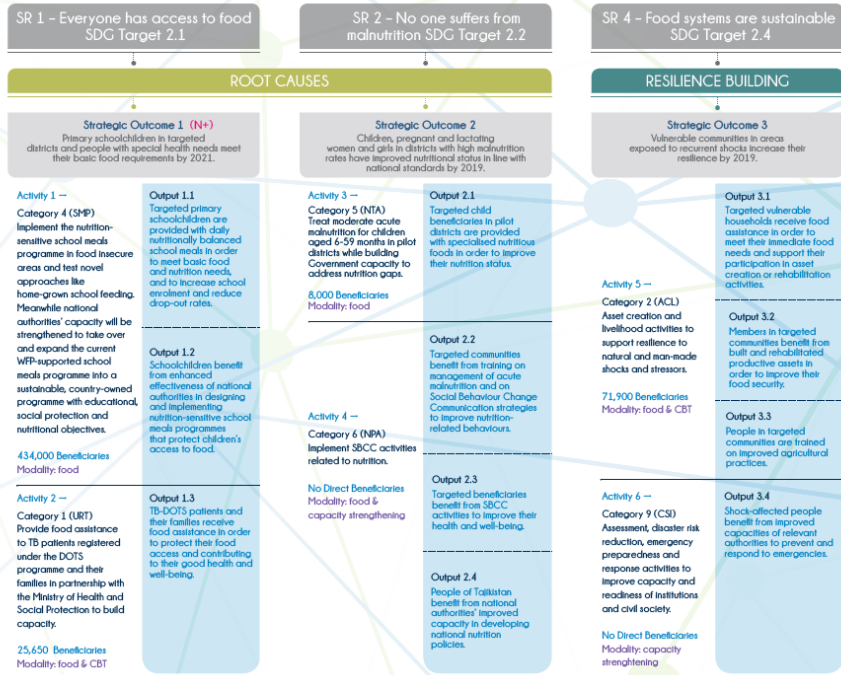 SR 1 – Everyone has access to food
SDG Target 2.1
SR 2 – No one suffers from
malnutrition SDG Target 2.2
SR 4 – Food systems are sustainable
SDG Target 2.4
ROOT CAUSES
RESILIENCE BUILDING
Strategic Outcome 1 (N+)
Primary schoolchildren in targeted
districts and people with special health needs meet
their basic food requirements by 2021.
Strategic Outcome 2
Children, pregnant and lactating
women and girls in districts with high malnutrition
rates have improved nutritional status in line with
national standards by 2019.
Strategic Outcome 3
Vulnerable communities in areas
exposed to recurrent shocks increase their
resilience by 2019.
Activity 1 –
Category 4 (SMP)
Implement the nutrition-
sensitive school meals
programme in food insecure
areas and test novel
approaches like
home-grown school feeding.
Meanwhile national
authorities' capacity will be
strengthened to take over
and expand the current
WFP-supported school
meals programme into a
sustainable, country-owned
programme with educational,
social protection and
nutritional objectives.
434,000 Beneficiaries
Modality: food
Output 1.1
Targeted primary
schoolchildren are
provided with daily
nutritionally balanced
school meals in order
to meet basic food
and nutrition needs,
and to increase school
enrolment and reduce
drop-out rates.
Output 1.2
Schoolchildren benefit
from enhanced
effectiveness of national
authorities in designing
and implementing
nutrition-sensitive school
meals programmes
that protect children's
access to food.
Activity 2 –
Category 1 (URT)
Provide food assistance
to TB patients registered
under the DOTS
programme and their
families in partnership with
the Ministry of Health and
Social Protection to build
capacity.
25,650 Beneficiaries
Modality: food & CBT
Output 1.3
TB-DOTS patients and
their families receive
food assistance in order
to protect their food
access and contributing
to their good health and
well-being.
Activity 3 –
Category 5 (NTA)
Treat moderate acute
malnutrition for children
aged 6-59 months in pilot
districts while building
Government capacity to
address nutrition gaps.
8,000 Beneficiaries
Modality: food
Output 2.1
Targeted child
beneficiaries in pilot
districts are provided
with specialised nutritious
foods in order to improve
their nutrition status.
Activity 4 –
Category 6 (NPA)
Implement SBCC activities
related to nutrition.
No Direct Beneficiaries
Modality: food &
capacity strengthening
Output 2.2
Targeted communities
benefit from training on
management of acute
malnutrition and on
Social Behaviour Change
Communication strategies
to improve nutrition-
related behaviours.
Output 2.3
Targeted beneficiaries
benefit from SBCC
activities to improve their
health and well-being.
Output 2.4
People of Tajikistan
benefit from national
authorities' improved
capacity in developing
national nutrition
policies.
Activity 5 –
Category 2 (ACL)
Asset creation and
livelihood activities to
support resilience to
natural and man-made
shocks and stressors.
71,900 Beneficiaries
Modality: food & CBT
Output 3.1
Targeted vulnerable
households receive food
assistance in order to
meet their immediate food
needs and support their
participation in asset
creation or rehabilitation
activities.
Output 3.2
Members in targeted
communities benefit from
built and rehabilitated
productive assets in
order to improve their
food security.
Output 3.3
People in targeted
communities are trained
on improved agricultural
practices.
Activity 6 –
Category 9 (CSI)
Assessment, disaster risk
reduction, emergency
preparedness and
response activities to
improve capacity and
readiness of institutions
and civil society.
No Direct Beneficiaries
Modality: capacity
strenghtening
Output 3.4
Shock-affected people
benefit from improved
capacities of relevant
authorities to prevent and
respond to emergencies.